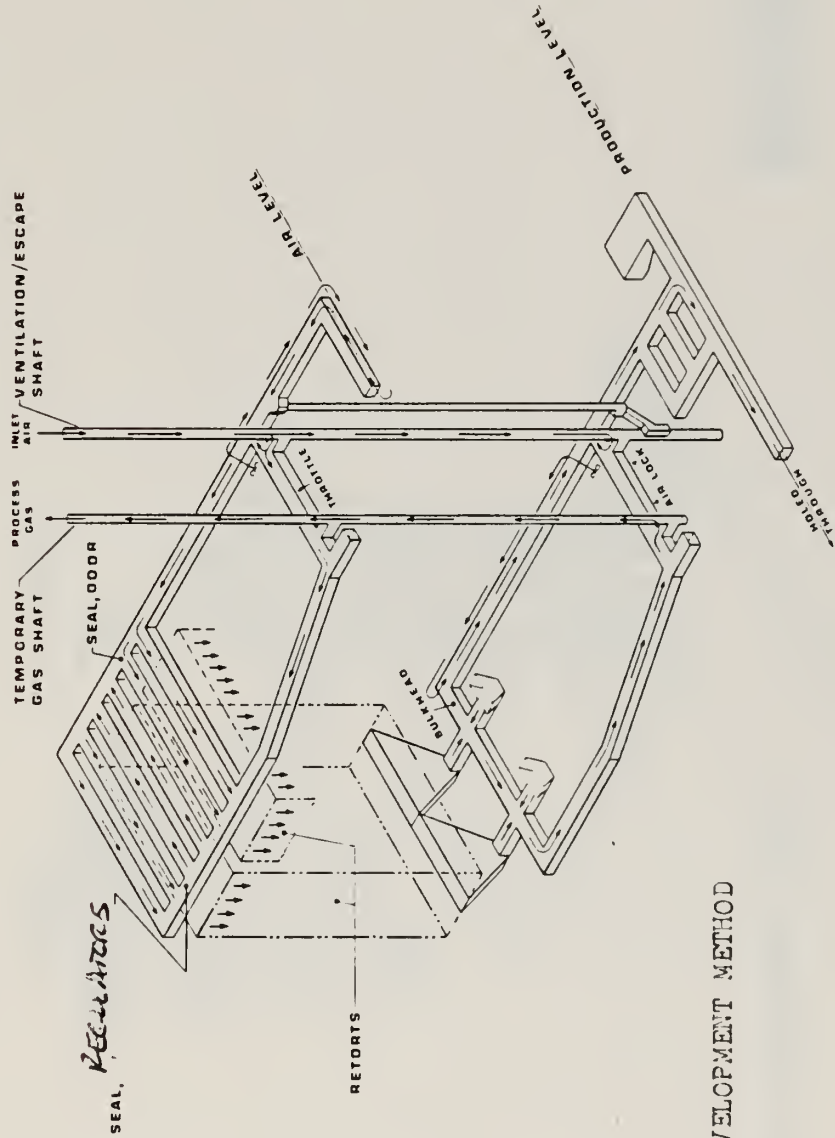 TEMPORARY
GAS SHAFT
PROCESS
GAS
INLET
AIR
VENTILATION/ESCAPE
SHAFT
SEAL, DOOR
AIR LEVEL
PRODUCTION LEVEL
THROTTLE
AIR LOCK
HOLED
THROUGH
BULKHEAD
SEAL, REGULATORS
RETORTS
VELOPMENT METHOD